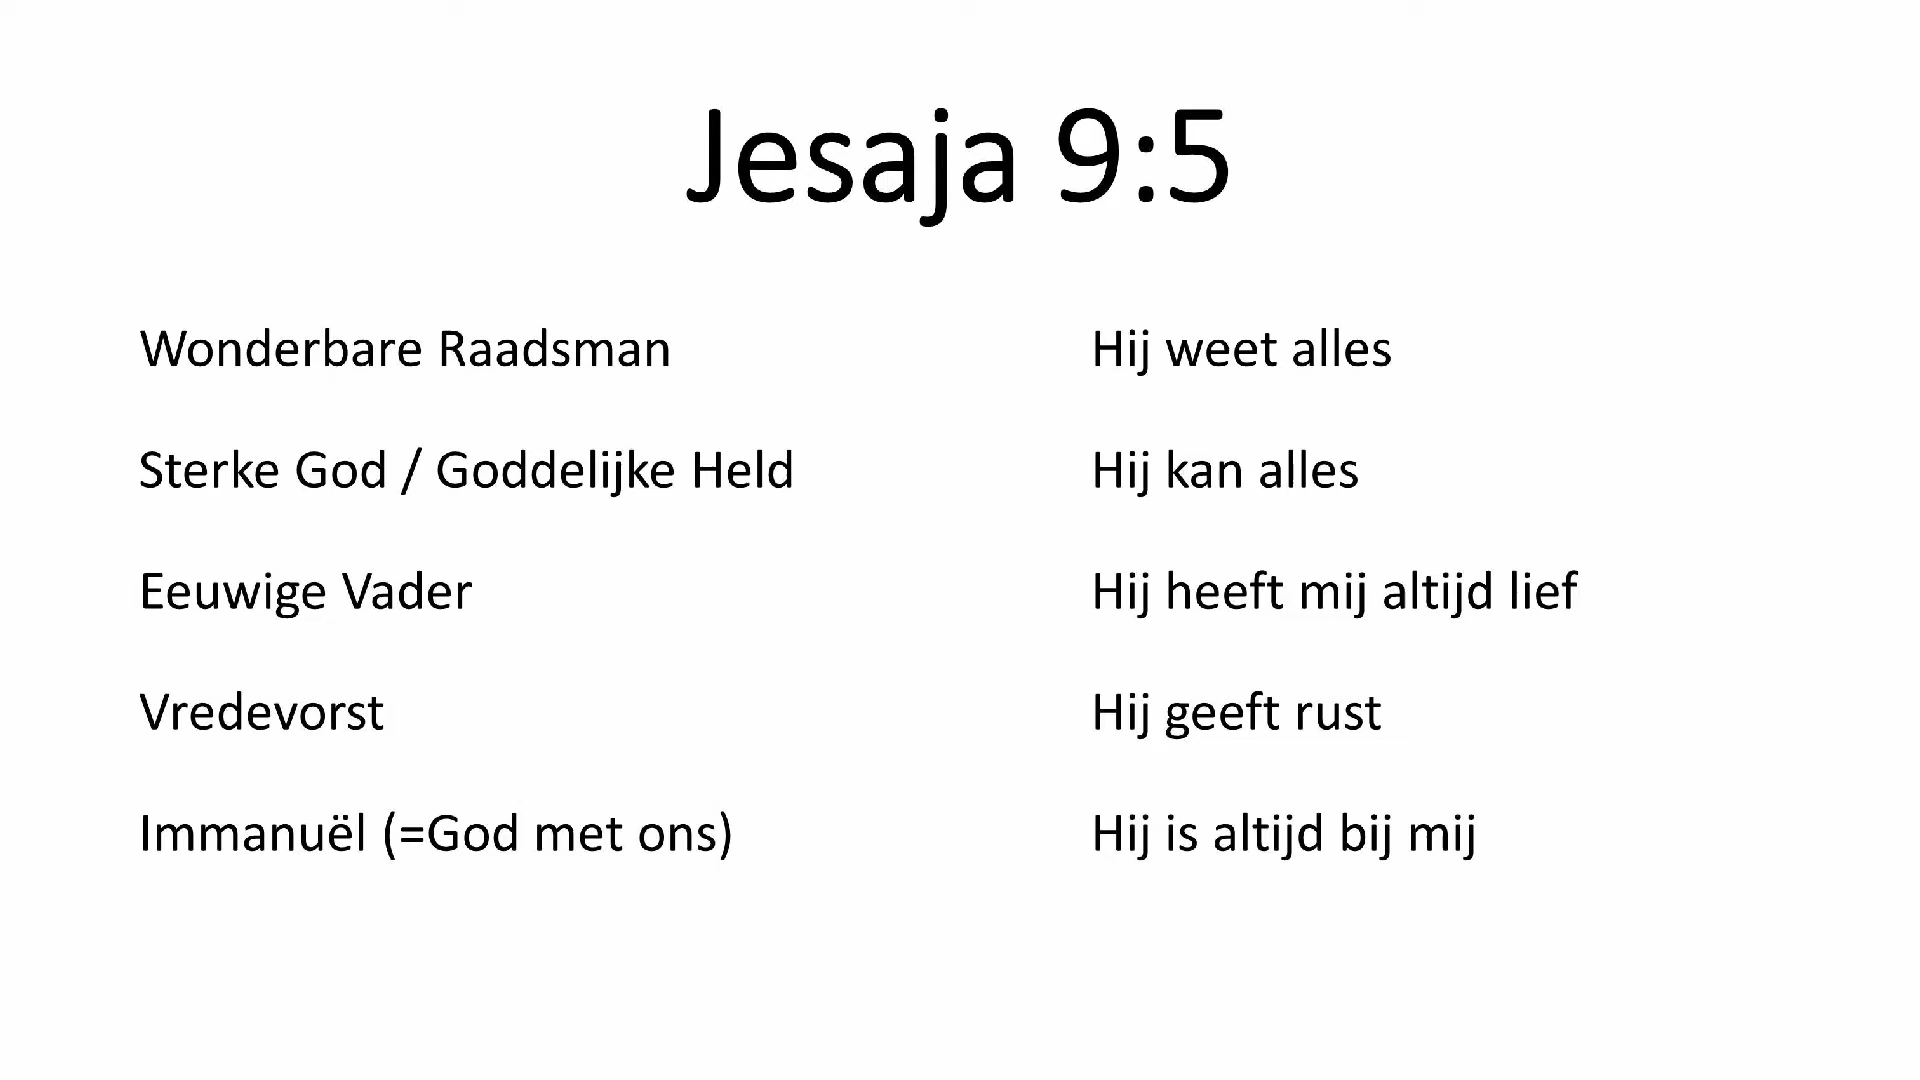 Jesaja 9:5
Wonderbare Raadsman Hij weet alles
Sterke God / Goddelijke Held Hij kan alles
Eeuwige Vader Hij heeft mij altijd lief
Vredevorst Hij geeft rust
Immanuël (=God met ons) Hij is altijd bij mij